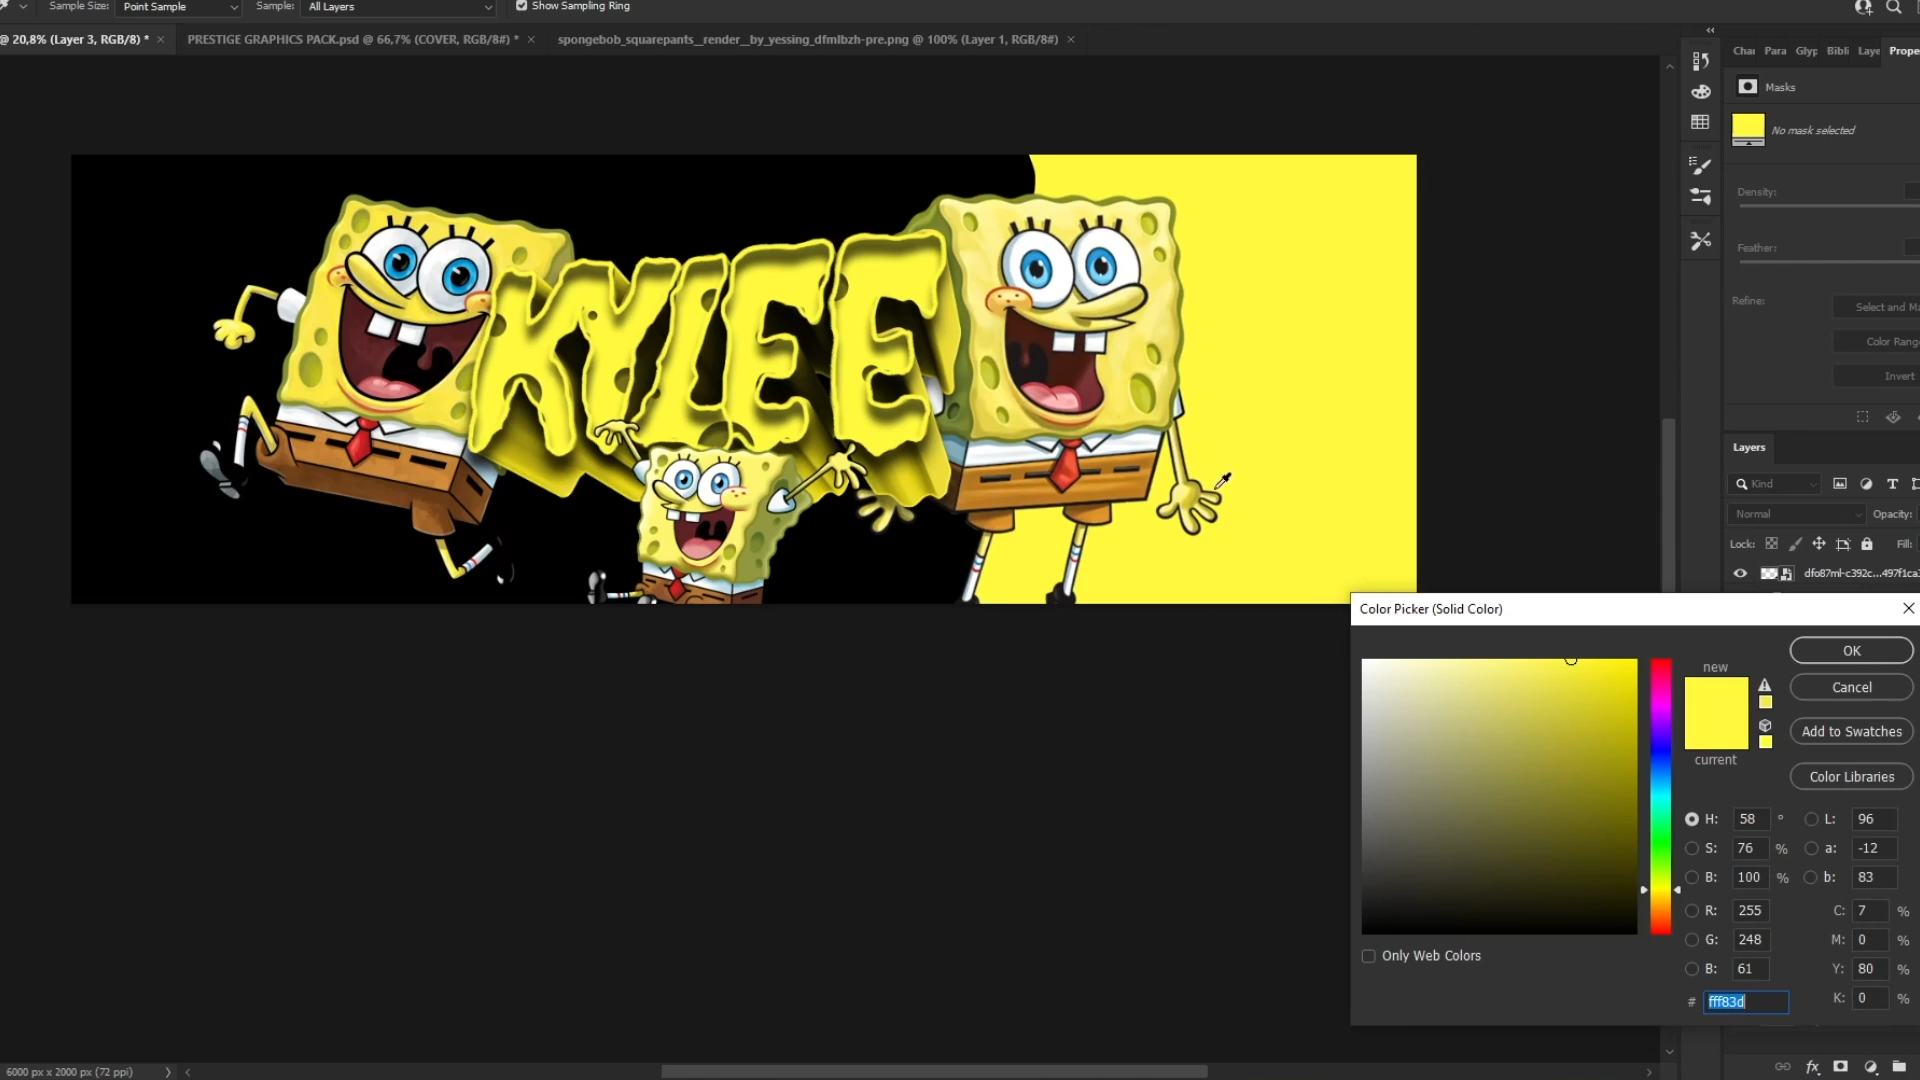 Sample Size: Point Sample Sample: All Layers Show Sampling Ring
@ 20,8% (Layer 3, RGB/8) * × PRESTIGE GRAPHICS PACK.psd @ 66,7% (COVER, RGB/8#) * × spongebob_squarepants__render__by_yessing_dfmlbzh-pre.png @ 100% (Layer 1, RGB/8#) ×
Char Para Glyp Bibli Laye Prope
Masks
No mask selected
Density:
Feather:
Refine:
Select and Ma
Color Rang
Invert
KYLEE
Layers
Kind
Normal Opacity:
Lock: Fill:
dfo87ml-c392c...497f1ca3
Color Picker (Solid Color)
OK
new
Cancel
Add to Swatches
current
Color Libraries
H: 58 ° L: 96
S: 76 % a: -12
B: 100 % b: 83
R: 255 C: 7 %
G: 248 M: 0 %
Only Web Colors
B: 61 Y: 80 %
# fff83d K: 0 %
6000 px x 2000 px (72 ppi)
fx